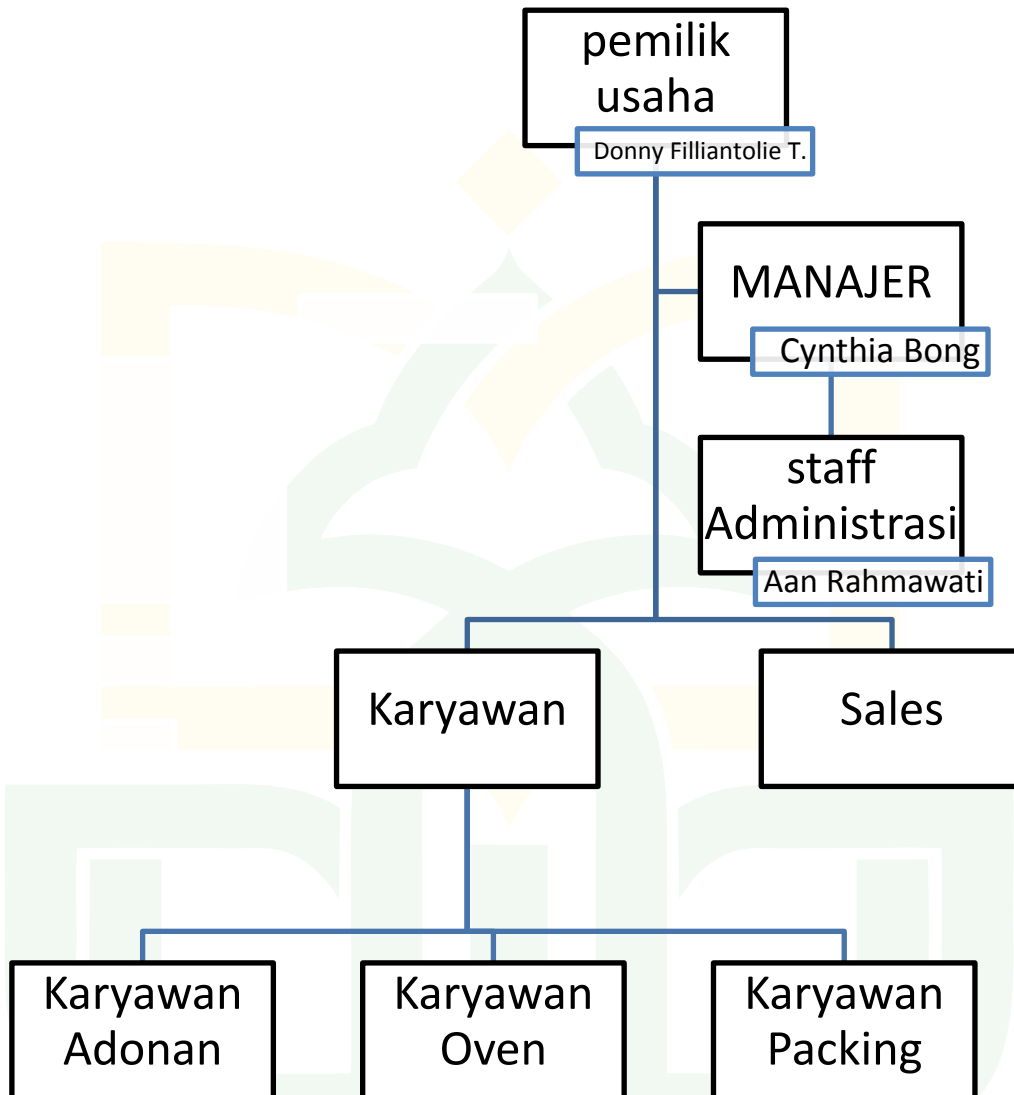 pemilik
usaha
Donny Filliantolie T.
MANAJER
Cynthia Bong
staff
Administrasi
Aan Rahmawati
Karyawan
Sales
Karyawan
Adonan
Karyawan
Oven
Karyawan
Packing